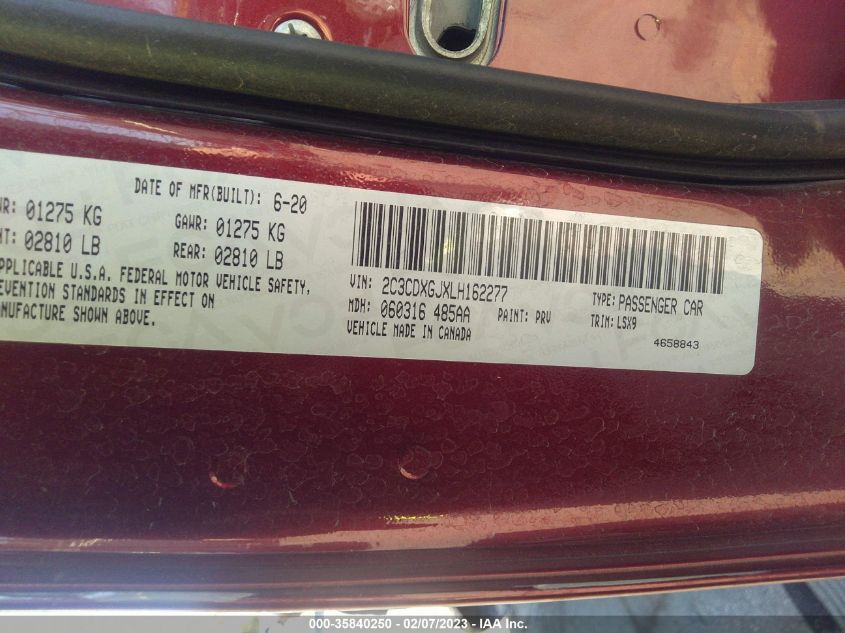 DATE OF MFR(BUILT): 6-20
01275 KG GAWR: 01275 KG
02810 LB REAR: 02810 LB
U.S.A. FEDERAL MOTOR VEHICLE SAFETY,
STANDARDS IN EFFECT ON
SHOWN ABOVE.
VIN: 2C3CDXGJXLH162277 TYPE: PASSENGER CAR
MDH: 060316 485AA PAINT: PRV TRIM: LSX9
VEHICLE MADE IN CANADA
4658843
000-35840250 - 02/07/2023 - IAA Inc.